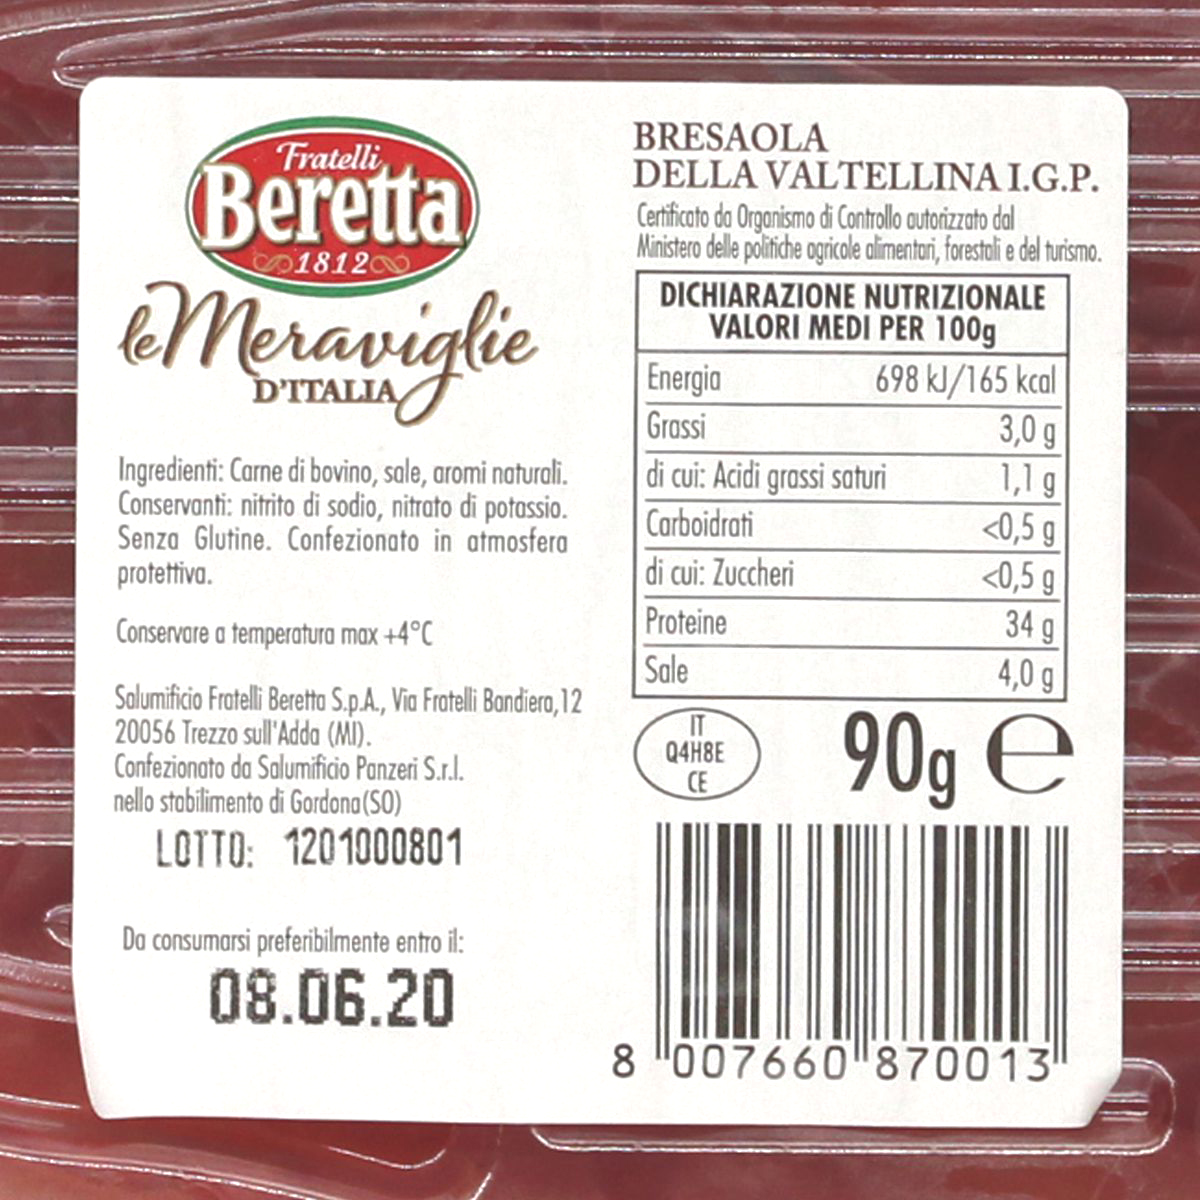 Fratelli
Beretta
1812
le Meraviglie
D'ITALIA
Ingredienti: Carne di bovino, sale, aromi naturali.
Conservanti: nitrito di sodio, nitrato di potassio.
Senza Glutine. Confezionato in atmosfera
protettiva.
Conservare a temperatura max +4°C
Salumificio Fratelli Beretta S.p.A., Via Fratelli Bandiera,12
20056 Trezzo sull'Adda (MI).
Confezionato da Salumificio Panzeri S.r.l.
nello stabilimento di Gordona(SO)
LOTTO: 1201000801
Da consumarsi preferibilmente entro il:
08.06.20
BRESAOLA
DELLA VALTELLINA I.G.P.
Certificato da Organismo di Controllo autorizzato dal
Ministero delle politiche agricole alimentari, forestali e del turismo.
DICHIARAZIONE NUTRIZIONALE
VALORI MEDI PER 100g
Energia 698 kJ/165 kcal
Grassi 3,0 g
di cui: Acidi grassi saturi 1,1 g
Carboidrati <0,5 g
di cui: Zuccheri <0,5 g
Proteine 34 g
Sale 4,0 g
IT
Q4H8E
CE
90g e
8 007660 870013